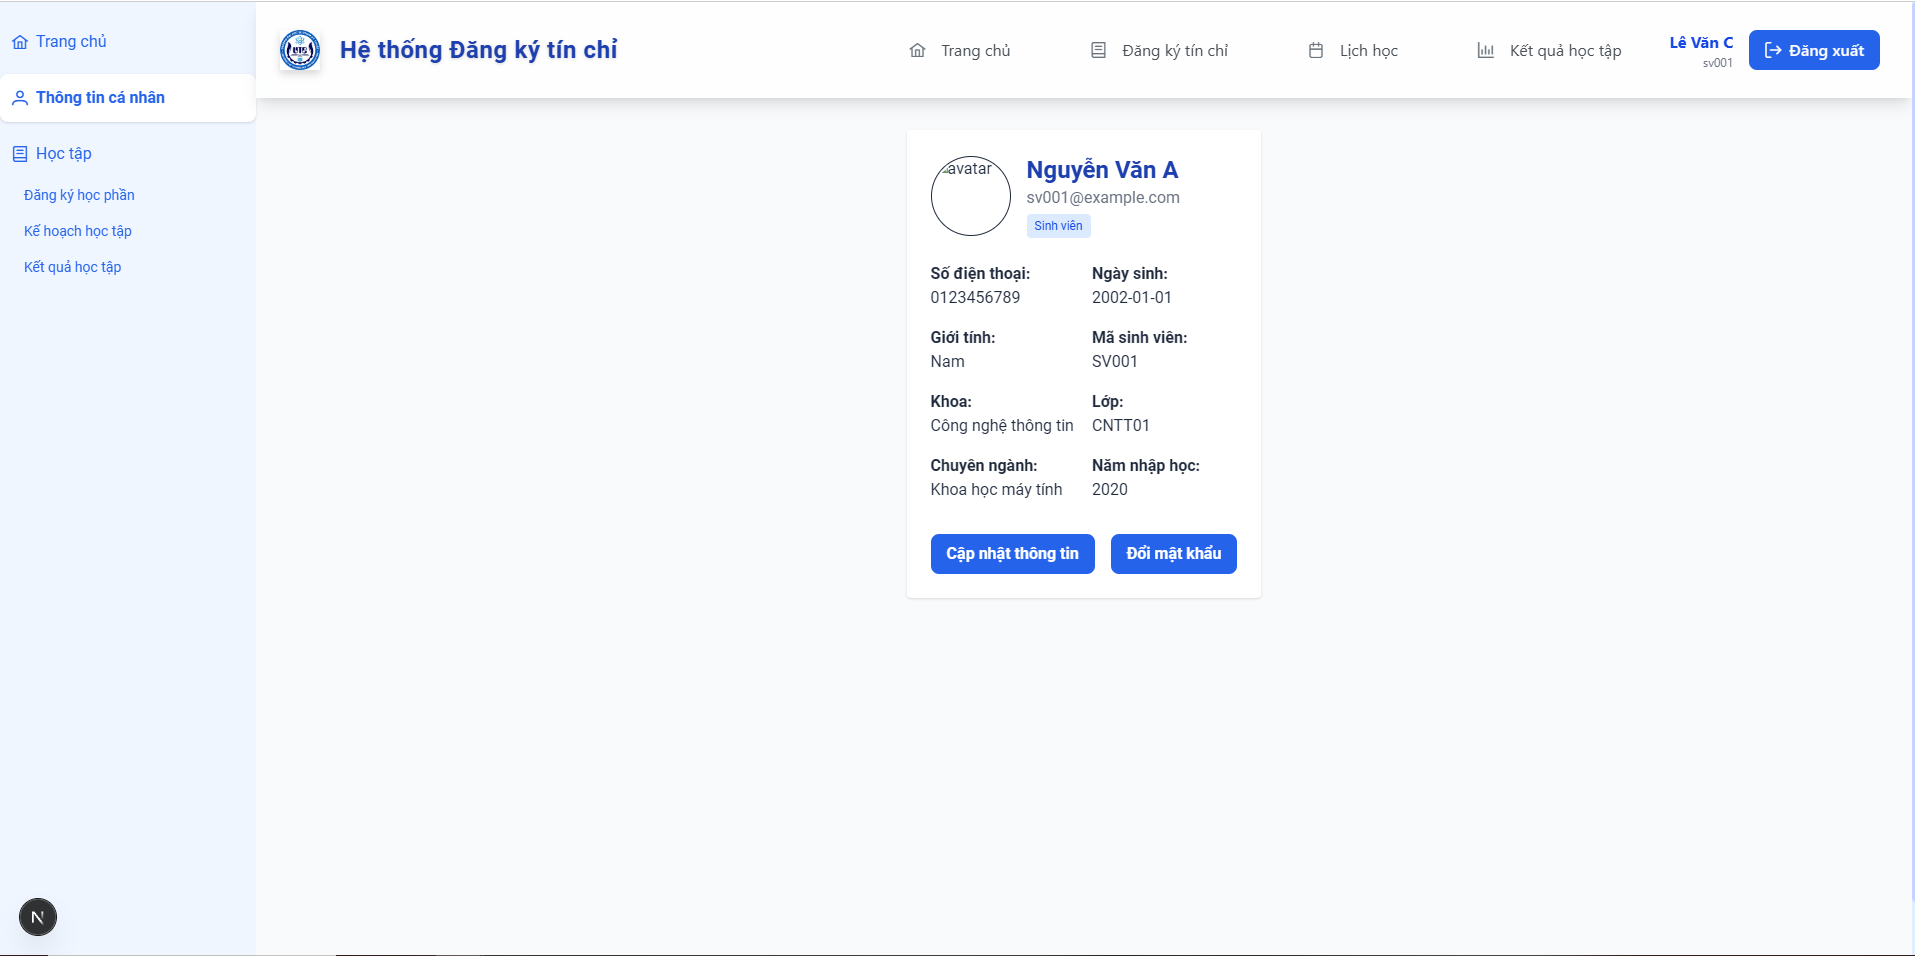 Trang chủ
Thông tin cá nhân
Học tập
Đăng ký học phần
Kế hoạch học tập
Kết quả học tập
Hệ thống Đăng ký tín chỉ
Trang chủ
Đăng ký tín chỉ
Lịch học
Kết quả học tập
Lê Văn C
sv001
Đăng xuất
avatar
Nguyễn Văn A
sv001@example.com
Sinh viên
Số điện thoại:
0123456789
Ngày sinh:
2002-01-01
Giới tính:
Nam
Mã sinh viên:
SV001
Khoa:
Công nghệ thông tin
Lớp:
CNTT01
Chuyên ngành:
Khoa học máy tính
Năm nhập học:
2020
Cập nhật thông tin
Đổi mật khẩu
N